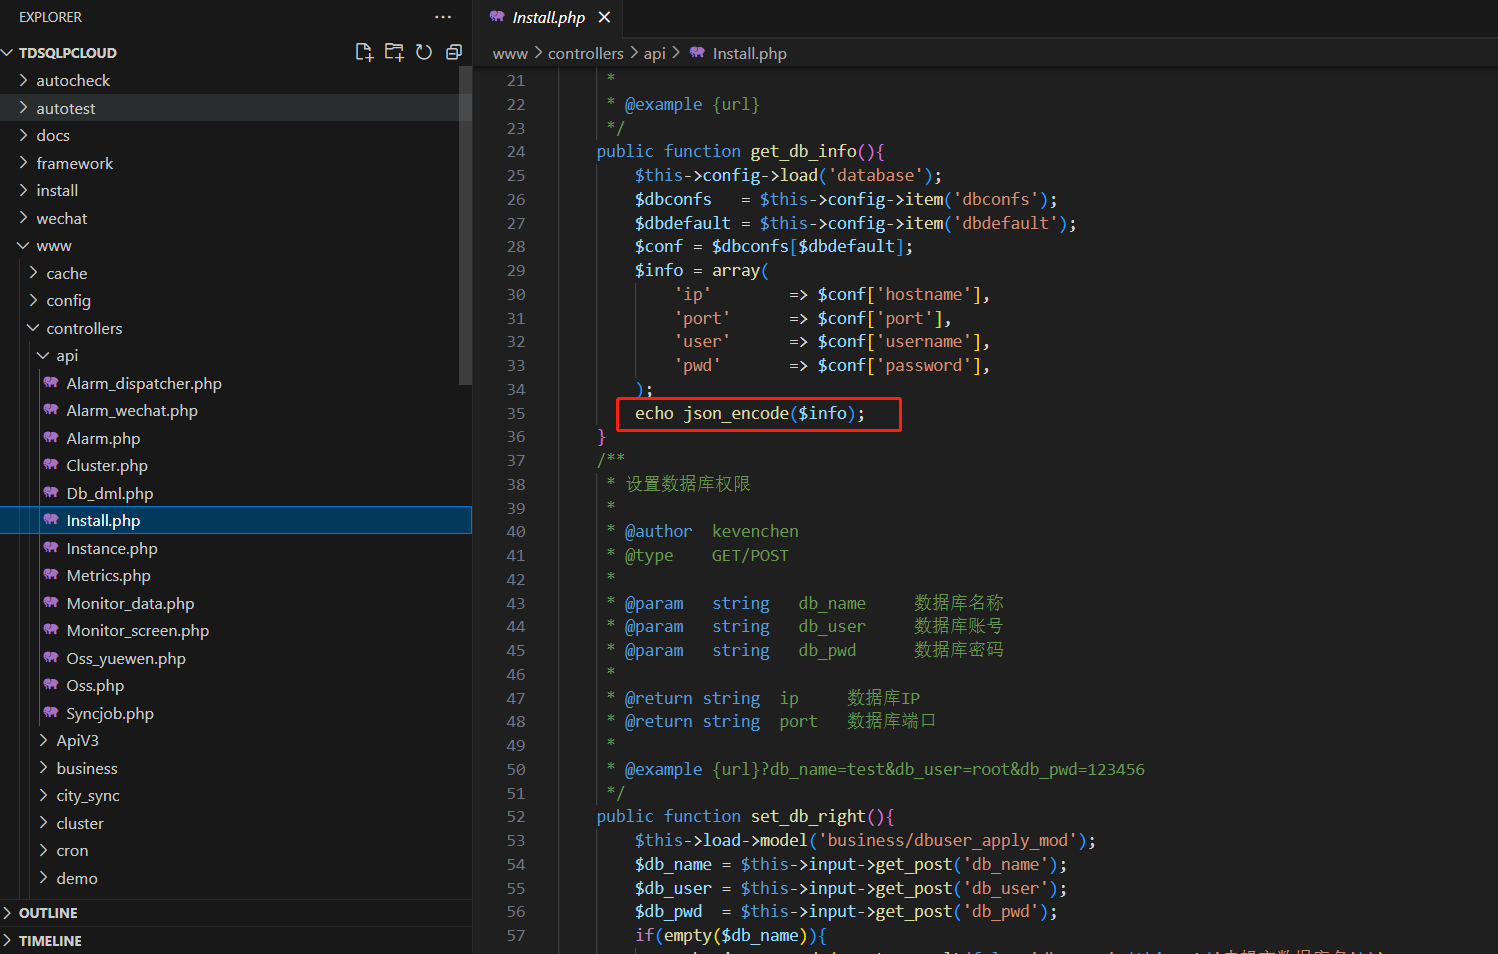 EXPLORER
TDSQLPCLOUD
autocheck
autotest
docs
framework
install
wechat
www
cache
config
controllers
api
Alarm_dispatcher.php
Alarm_wechat.php
Alarm.php
Cluster.php
Db_dml.php
Install.php
Instance.php
Metrics.php
Monitor_data.php
Monitor_screen.php
Oss_yuewen.php
Oss.php
Syncjob.php
ApiV3
business
city_sync
cluster
cron
demo
OUTLINE
TIMELINE
Install.php
www > controllers > api > Install.php
21 *
22 * @example {url}
23 */
24 public function get_db_info(){
25 $this->config->load('database');
26 $dbconfs = $this->config->item('dbconfs');
27 $dbdefault = $this->config->item('dbdefault');
28 $conf = $dbconfs[$dbdefault];
29 $info = array(
30 'ip' => $conf['hostname'],
31 'port' => $conf['port'],
32 'user' => $conf['username'],
33 'pwd' => $conf['password'],
34 );
35 echo json_encode($info);
36 }
37 /**
38 * 设置数据库权限
39 *
40 * @author kevenchen
41 * @type GET/POST
42 *
43 * @param string db_name 数据库名称
44 * @param string db_user 数据库账号
45 * @param string db_pwd 数据库密码
46 *
47 * @return string ip 数据库IP
48 * @return string port 数据库端口
49 *
50 * @example {url}?db_name=test&db_user=root&db_pwd=123456
51 */
52 public function set_db_right(){
53 $this->load->model('business/dbuser_apply_mod');
54 $db_name = $this->input->get_post('db_name');
55 $db_user = $this->input->get_post('db_user');
56 $db_pwd = $this->input->get_post('db_pwd');
57 if(empty($db_name)){